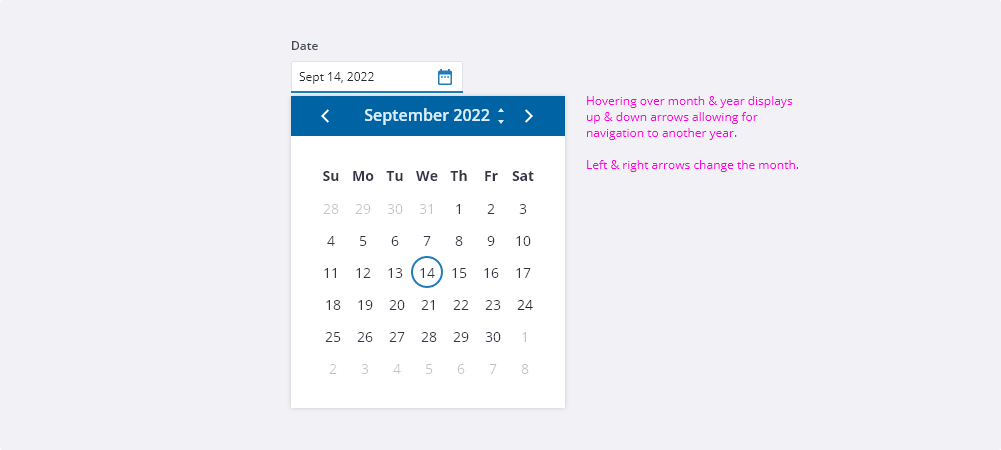 Date
Sept 14, 2022
September 2022
Hovering over month & year displays
up & down arrows allowing for
navigation to another year.
Left & right arrows change the month.
Su Mo Tu We Th Fr Sat
28 29 30 31 1 2 3
4 5 6 7 8 9 10
11 12 13 14 15 16 17
18 19 20 21 22 23 24
25 26 27 28 29 30 1
2 3 4 5 6 7 8